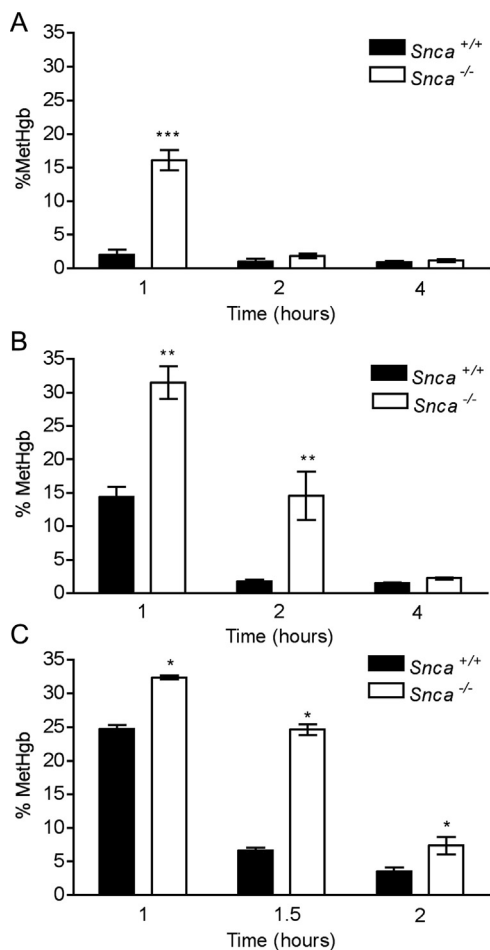 A
%MetHgb
35
30
25
20
15
10
5
0
***
Snca +/+
Snca -/-
1 2 4
Time (hours)
B
% MetHgb
35
30
25
20
15
10
5
0
**
**
Snca +/+
Snca -/-
1 2 4
Time (hours)
C
% MetHgb
35
30
25
20
15
10
5
0
*
*
*
Snca +/+
Snca -/-
1 1.5 2
Time (hours)